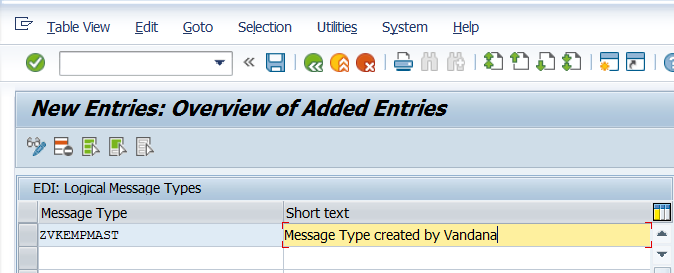 Table View Edit Goto Selection Utilities System Help
New Entries: Overview of Added Entries
EDI: Logical Message Types
Message Type Short text
ZVKEMPMAST Message Type created by Vandana